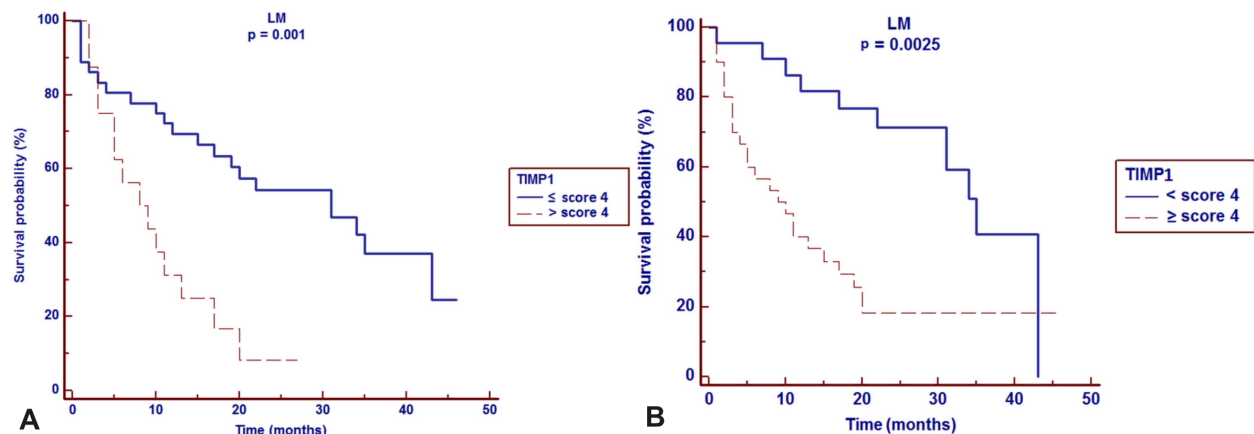 LM
p = 0.001
Survival probability (%)
100
80
60
40
20
0
0 10 20 30 40 50
Time (months)
TIMP1
≤ score 4
> score 4
A
LM
p = 0.0025
Survival probability (%)
100
80
60
40
20
0
0 10 20 30 40 50
Time (months)
TIMP1
< score 4
≥ score 4
B